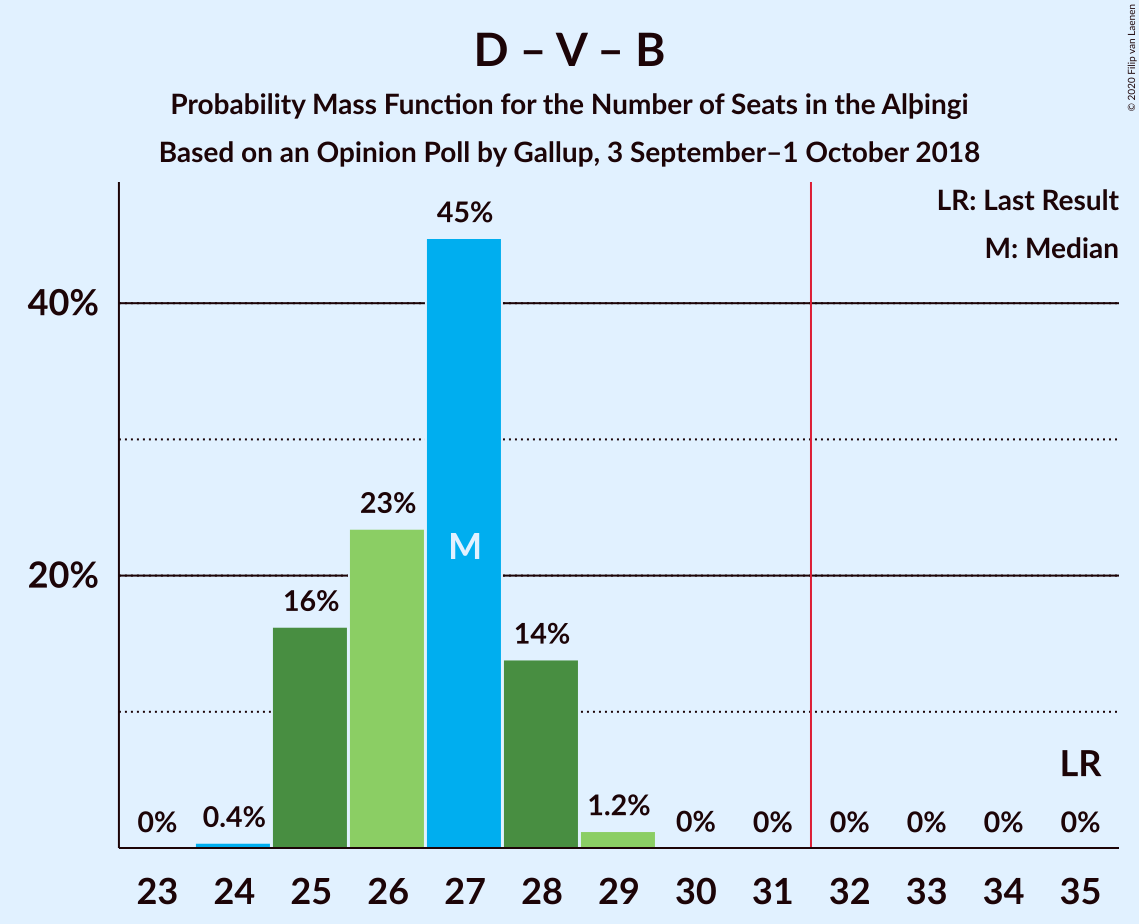 D – V – B
Probability Mass Function for the Number of Seats in the Alþingi
Based on an Opinion Poll by Gallup, 3 September–1 October 2018
© 2020 Filip van Laenen
LR: Last Result
M: Median
45%
40%
23%
M
20%
16%
14%
LR
0%
0.4%
1.2%
0%
0%
0%
0%
0%
0%
23 24 25 26 27 28 29 30 31 32 33 34 35